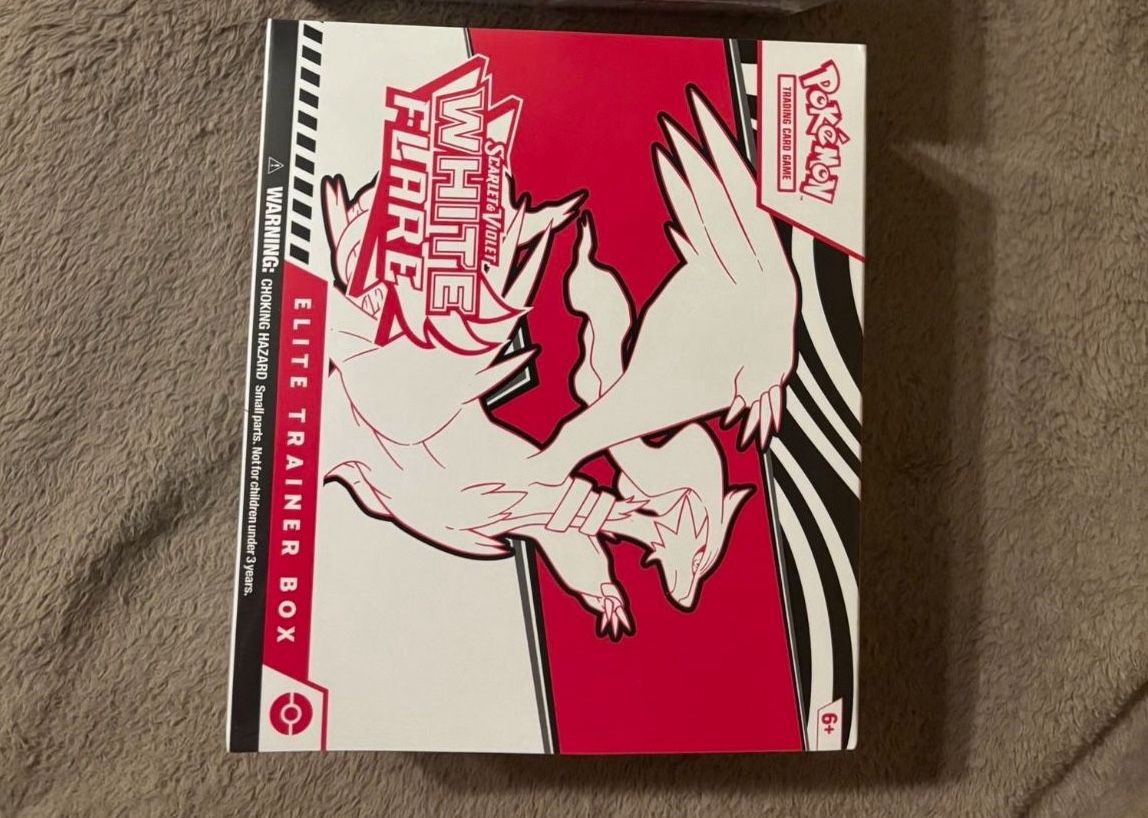 Pokémon
TRADING CARD GAME
SCARLET & VIOLET
WHITE
FLARE
6+
ELITE TRAINER BOX
WARNING: CHOKING HAZARD Small parts. Not for children under 3 years.